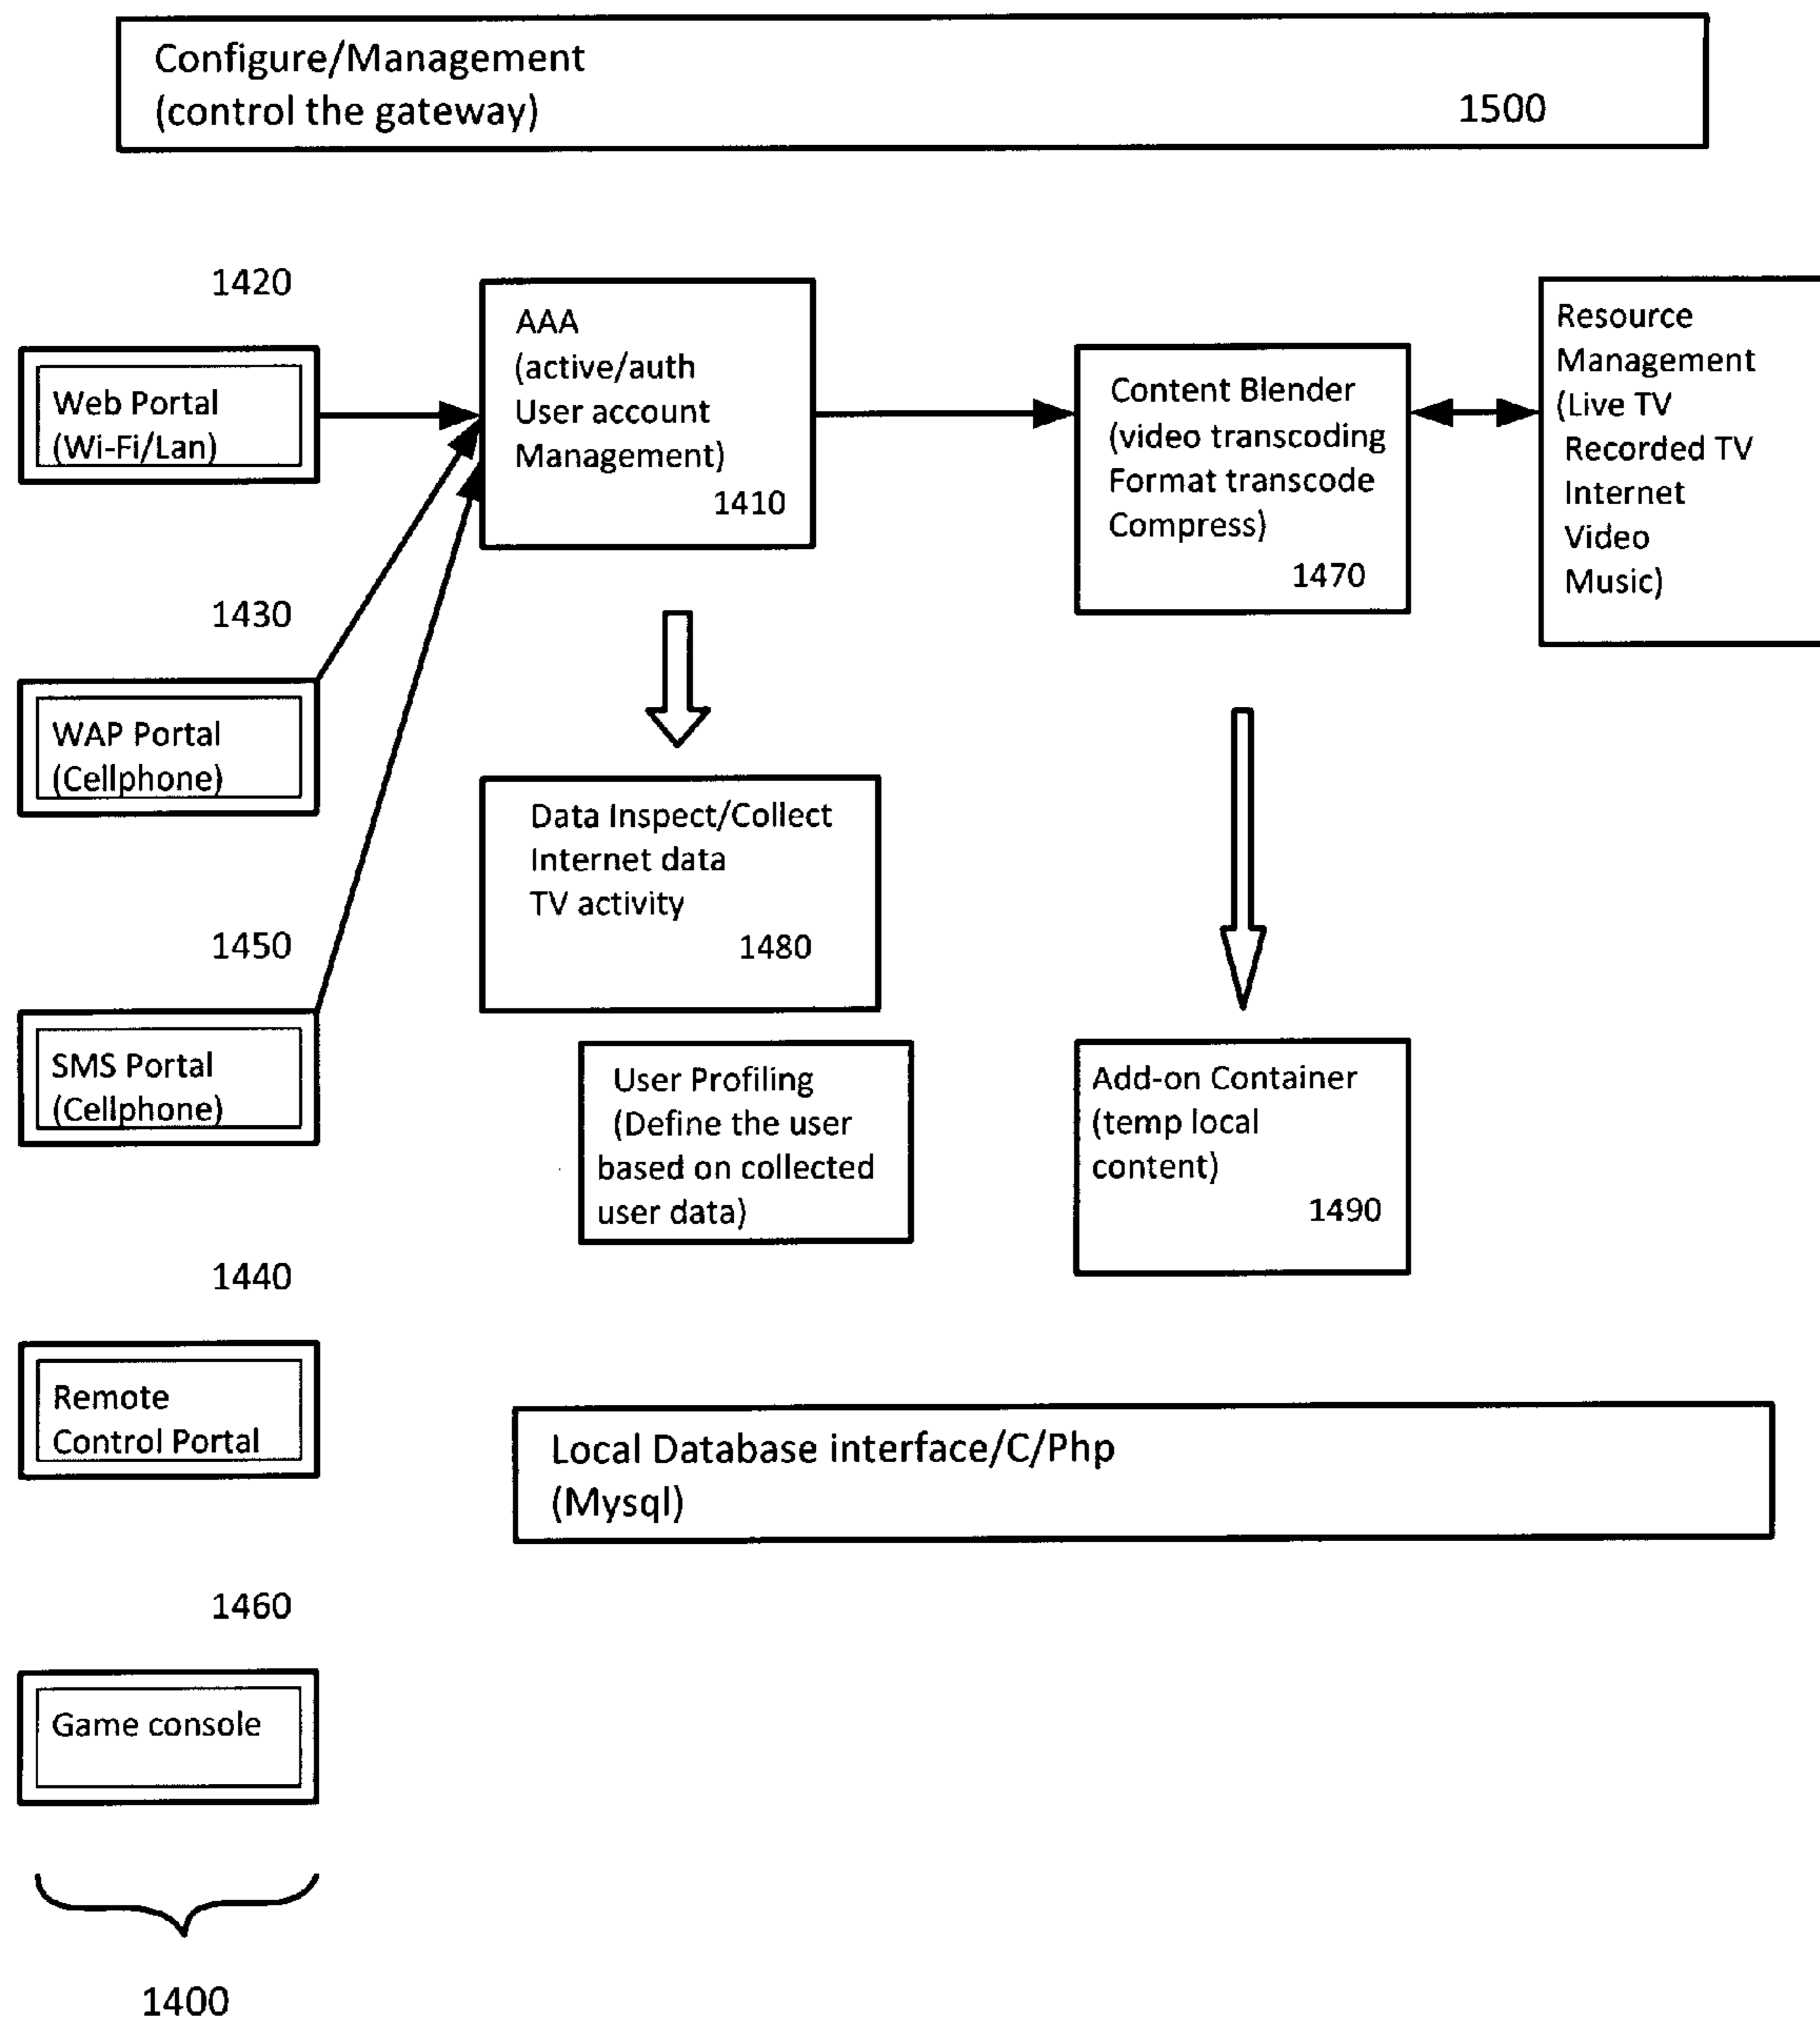 Configure/Management
(control the gateway)
1500
1420
Web Portal
(Wi-Fi/Lan)
1430
WAP Portal
(Cellphone)
1450
SMS Portal
(Cellphone)
1440
Remote
Control Portal
1460
Game console
1400
AAA
(active/auth
User account
Management)
1410
Data Inspect/Collect
Internet data
TV activity
1480
User Profiling
(Define the user
based on collected
user data)
Content Blender
(video transcoding
Format transcode
Compress)
1470
Add-on Container
(temp local
content)
1490
Resource
Management
(Live TV
Recorded TV
Internet
Video
Music)
Local Database interface/C/Php
(Mysql)